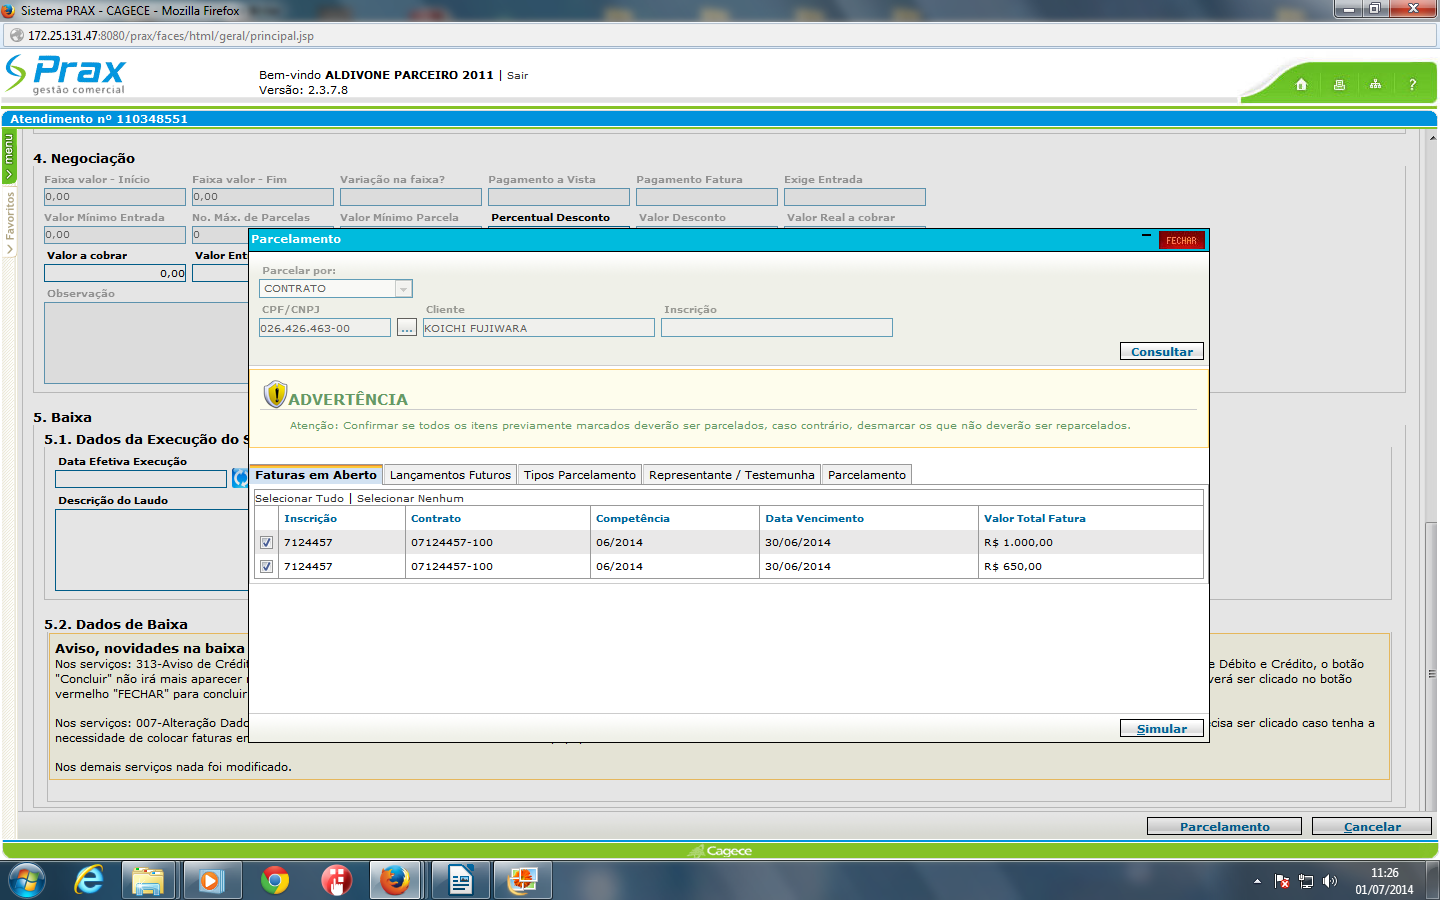 Sistema PRAX - CAGECE - Mozilla Firefox
172.25.131.47:8080/prax/faces/html/geral/principal.jsp
Prax
gestão comercial
Bem-vindo ALDIVONE PARCEIRO 2011 | Sair
Versão: 2.3.7.8
?
Atendimento nº 110348551
menu
Favoritos
4. Negociação
Faixa valor - Início Faixa valor - Fim Variação na faixa? Pagamento a Vista Pagamento Fatura Exige Entrada
0,00 0,00
Valor Mínimo Entrada No. Máx. de Parcelas Valor Mínimo Parcela Percentual Desconto Valor Desconto Valor Real a cobrar
0,00 0
Valor a cobrar Valor Ent
0,00
Observação
Parcelamento
FECHAR
Parcelar por:
CONTRATO
CPF/CNPJ Cliente Inscrição
026.426.463-00 ... KOICHI FUJIWARA
Consultar
ADVERTÊNCIA
Atenção: Confirmar se todos os itens previamente marcados deverão ser parcelados, caso contrário, desmarcar os que não deverão ser reparcelados.
Faturas em Aberto Lançamentos Futuros Tipos Parcelamento Representante / Testemunha Parcelamento
Selecionar Tudo | Selecionar Nenhum
Inscrição Contrato Competência Data Vencimento Valor Total Fatura
7124457 07124457-100 06/2014 30/06/2014 R$ 1.000,00
7124457 07124457-100 06/2014 30/06/2014 R$ 650,00
Simular
5. Baixa
5.1. Dados da Execução do S
Data Efetiva Execução
Descrição do Laudo
5.2. Dados de Baixa
Aviso, novidades na baixa
Nos serviços: 313-Aviso de Crédit e Débito e Crédito, o botão
"Concluir" não irá mais aparecer verá ser clicado no botão
vermelho "FECHAR" para concluir
Nos serviços: 007-Alteração Dado cisa ser clicado caso tenha a
necessidade de colocar faturas en
Nos demais serviços nada foi modificado.
Parcelamento Cancelar
Cagece
11:26
01/07/2014